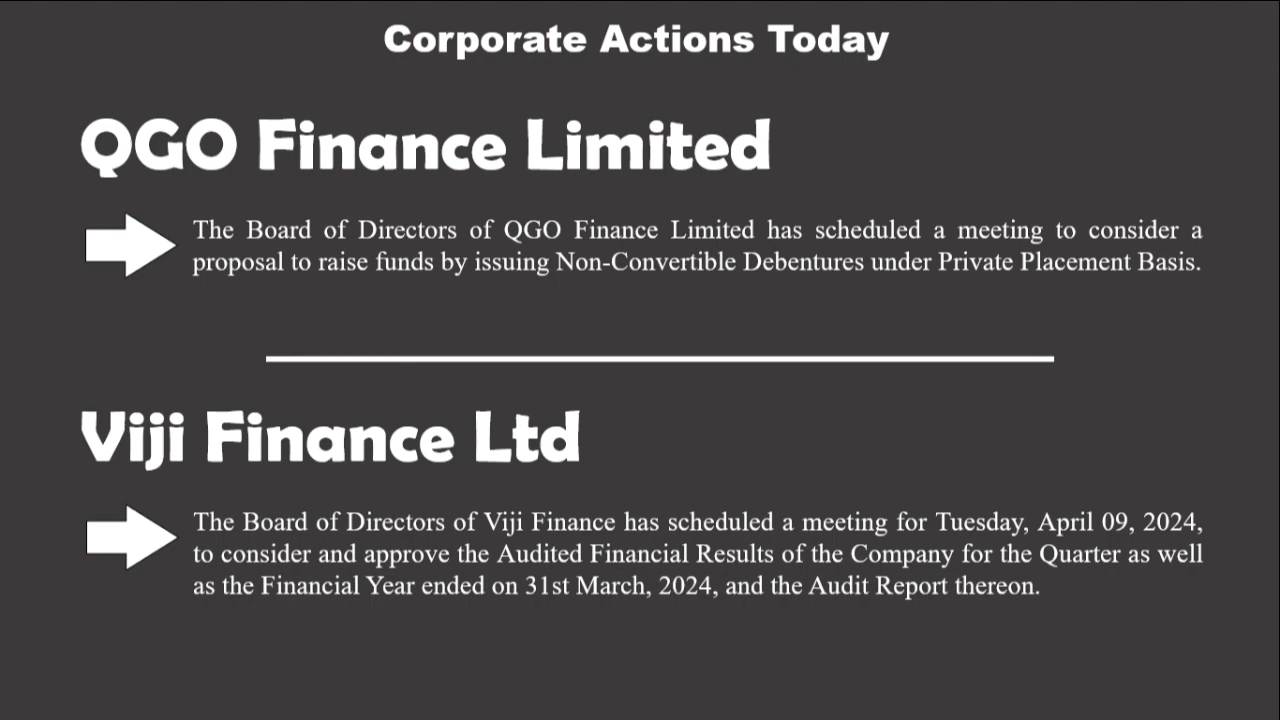 Corporate Actions Today
QGO Finance Limited
The Board of Directors of QGO Finance Limited has scheduled a meeting to consider a
proposal to raise funds by issuing Non-Convertible Debentures under Private Placement Basis.
Viji Finance Ltd
The Board of Directors of Viji Finance has scheduled a meeting for Tuesday, April 09, 2024,
to consider and approve the Audited Financial Results of the Company for the Quarter as well
as the Financial Year ended on 31st March, 2024, and the Audit Report thereon.